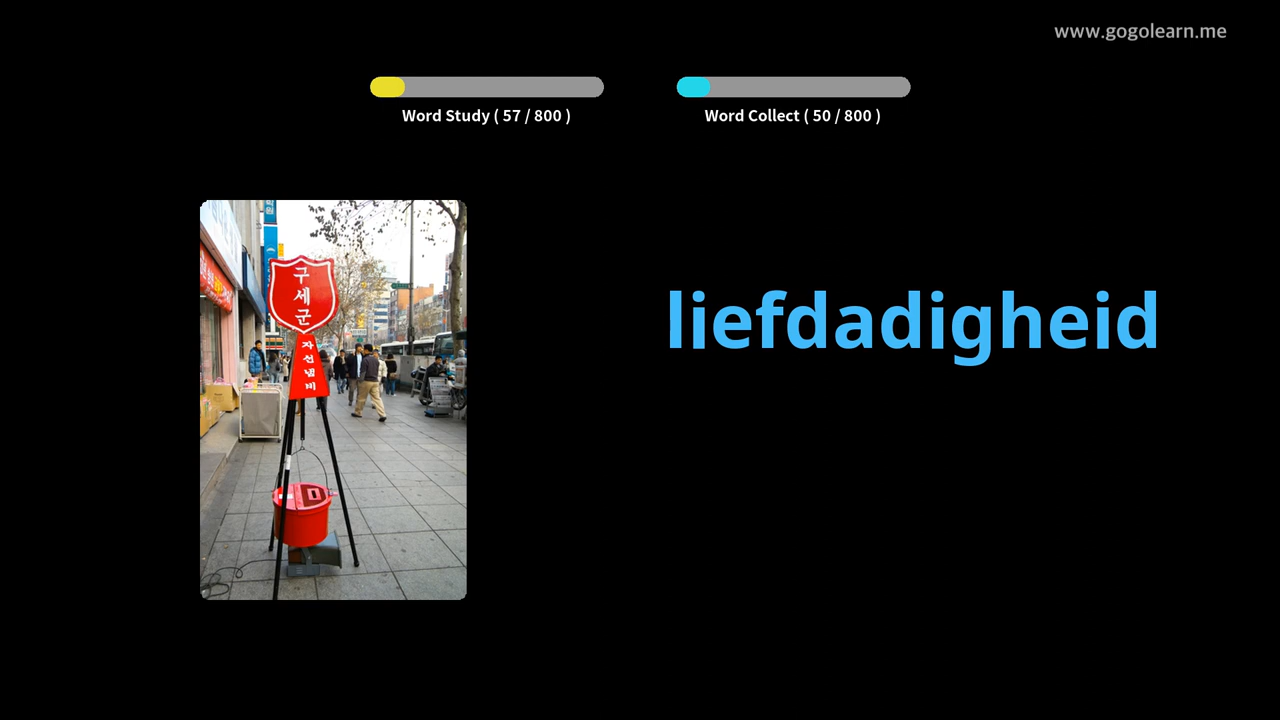 www.gogolearn.me
Word Study ( 57 / 800 )
Word Collect ( 50 / 800 )
구
세
군
자
선
냄
비
liefdadigheid